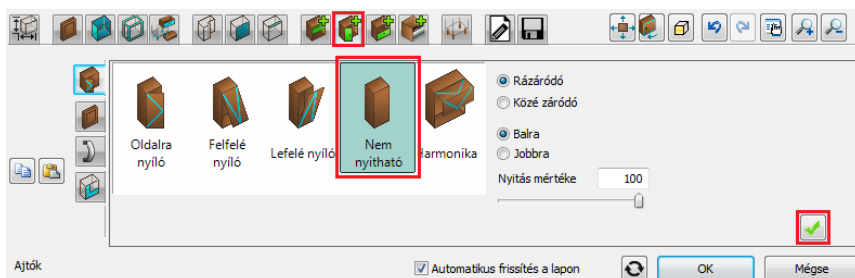 Oldalra
nyíló
Felfelé
nyíló
Lefelé nyíló
Nem
nyitható
Harmonika
Rázáródó
Közé záródó
Balra
Jobbra
Nyitás mértéke 100
Ajtók
Automatikus frissítés a lapon
OK
Mégse